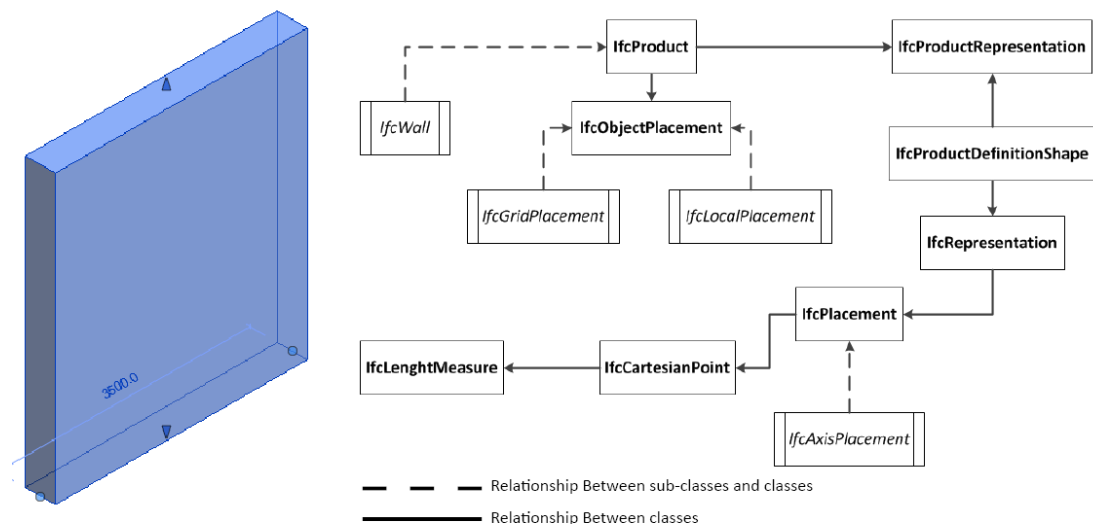 3500.0
IfcProduct
IfcProductRepresentation
IfcWall
IfcObjectPlacement
IfcProductDefinitionShape
IfcGridPlacement
IfcLocalPlacement
IfcRepresentation
IfcPlacement
IfcLenghtMeasure
IfcCartesianPoint
IfcAxisPlacement
Relationship Between sub-classes and classes
Relationship Between classes